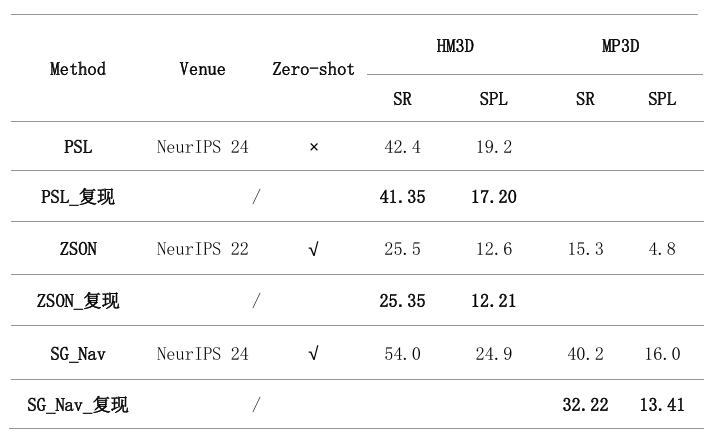 HM3D MP3D
Method Venue Zero-shot
SR SPL SR SPL
PSL NeurIPS 24 × 42.4 19.2
PSL_复现 / 41.35 17.20
ZSON NeurIPS 22 √ 25.5 12.6 15.3 4.8
ZSON_复现 / 25.35 12.21
SG_Nav NeurIPS 24 √ 54.0 24.9 40.2 16.0
SG_Nav_复现 / 32.22 13.41